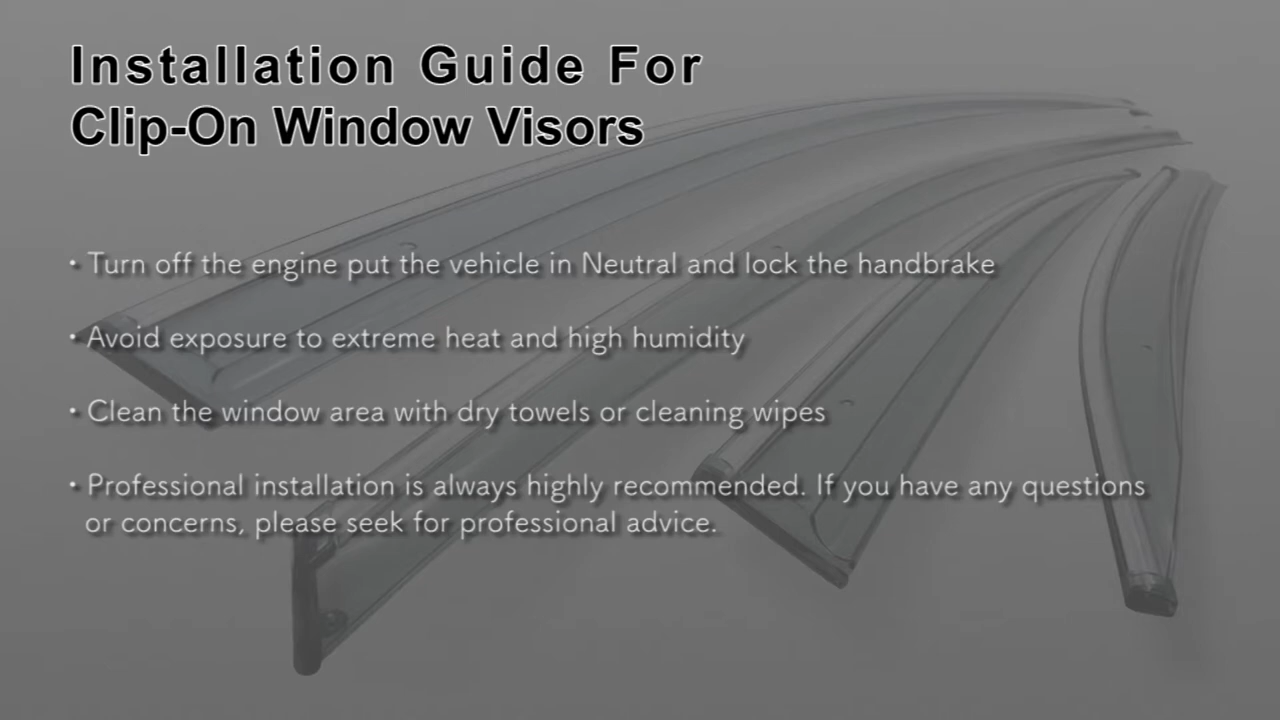 Installation Guide For
Clip-On Window Visors
• Turn off the engine put the vehicle in Neutral and lock the handbrake
• Avoid exposure to extreme heat and high humidity
• Clean the window area with dry towels or cleaning wipes
• Professional installation is always highly recommended. If you have any questions
or concerns, please seek for professional advice.